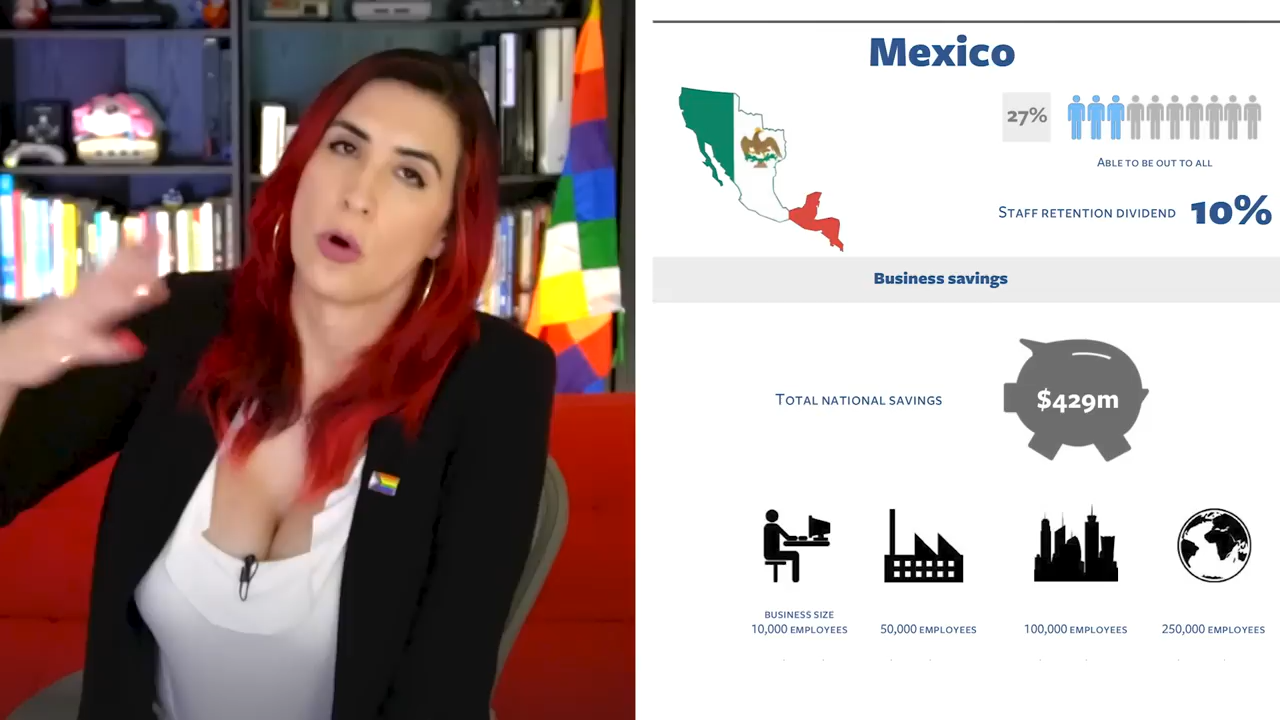 Mexico
27%
ABLE TO BE OUT TO ALL
STAFF RETENTION DIVIDEND 10%
Business savings
TOTAL NATIONAL SAVINGS
$429m
BUSINESS SIZE
10,000 EMPLOYEES
50,000 EMPLOYEES
100,000 EMPLOYEES
250,000 EMPLOYEES